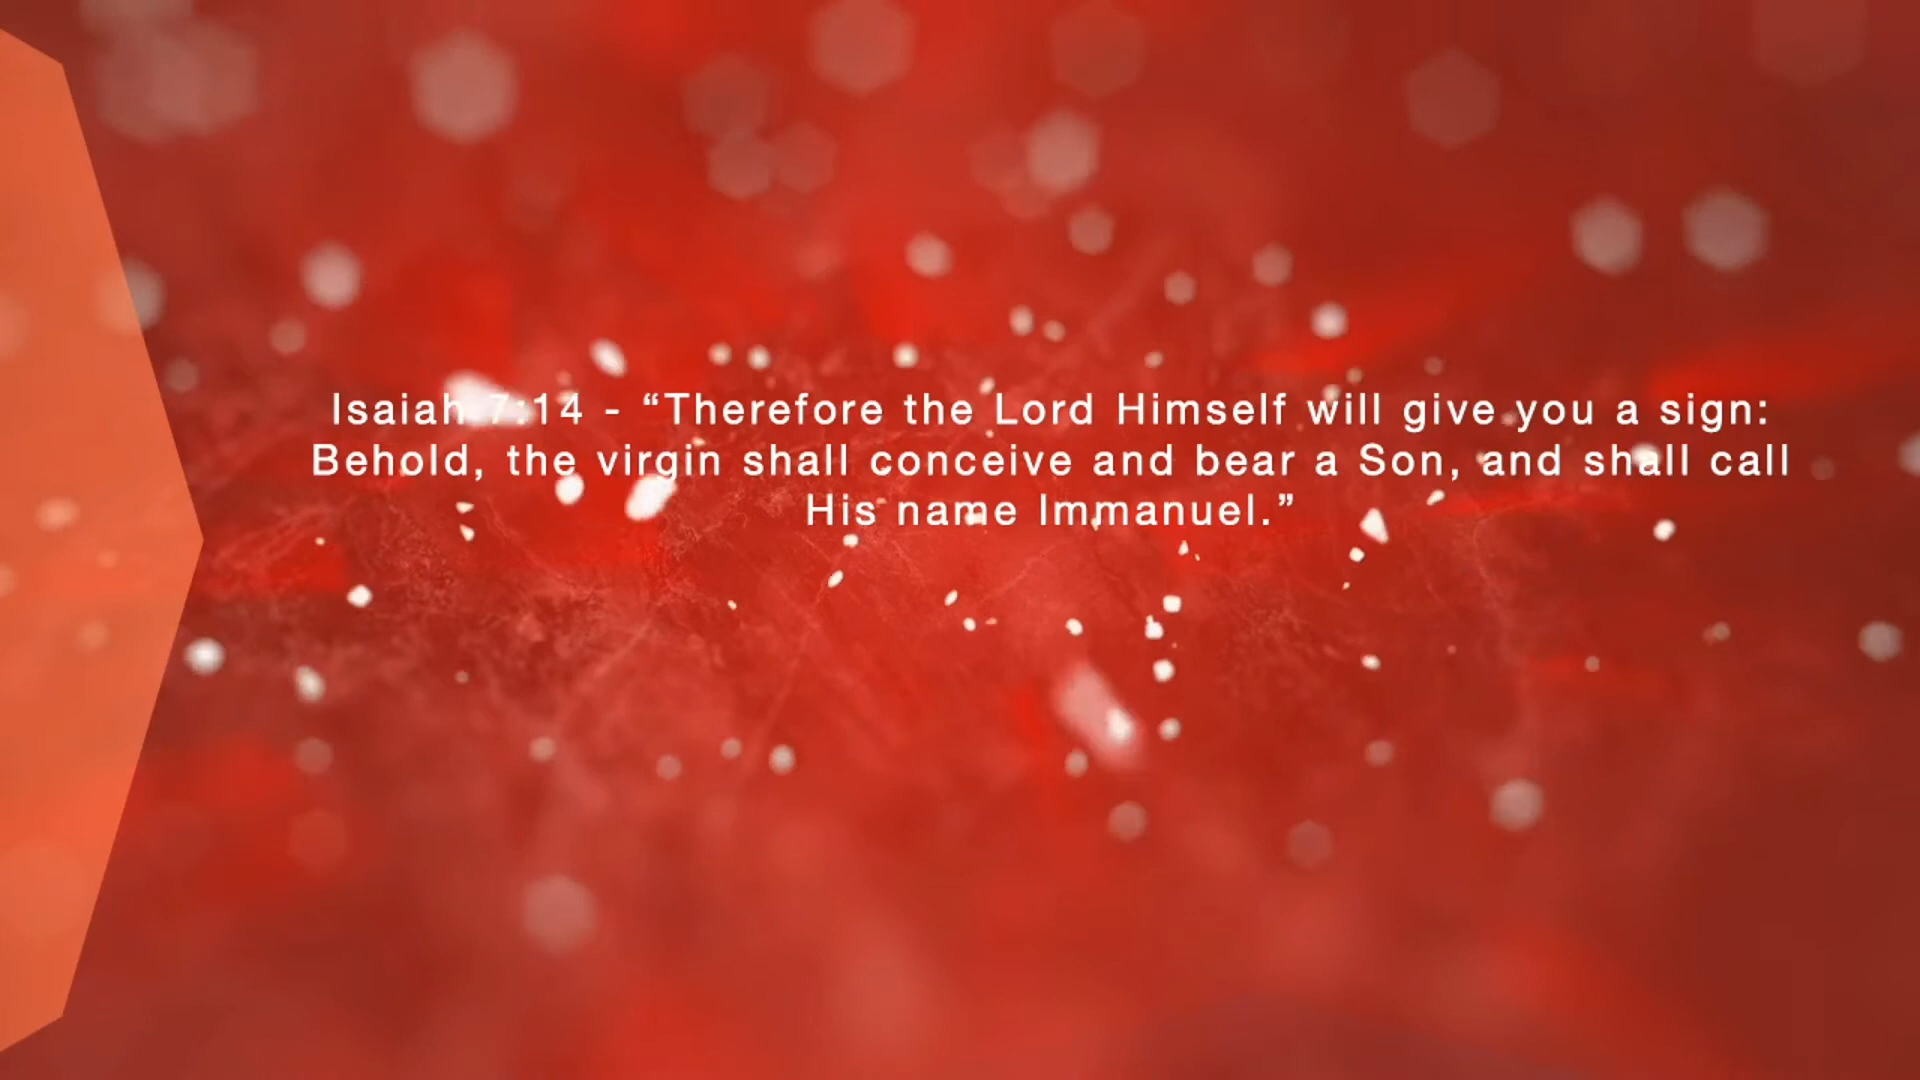 Isaiah 7:14 - “Therefore the Lord Himself will give you a sign:
Behold, the virgin shall conceive and bear a Son, and shall call
His name Immanuel.”